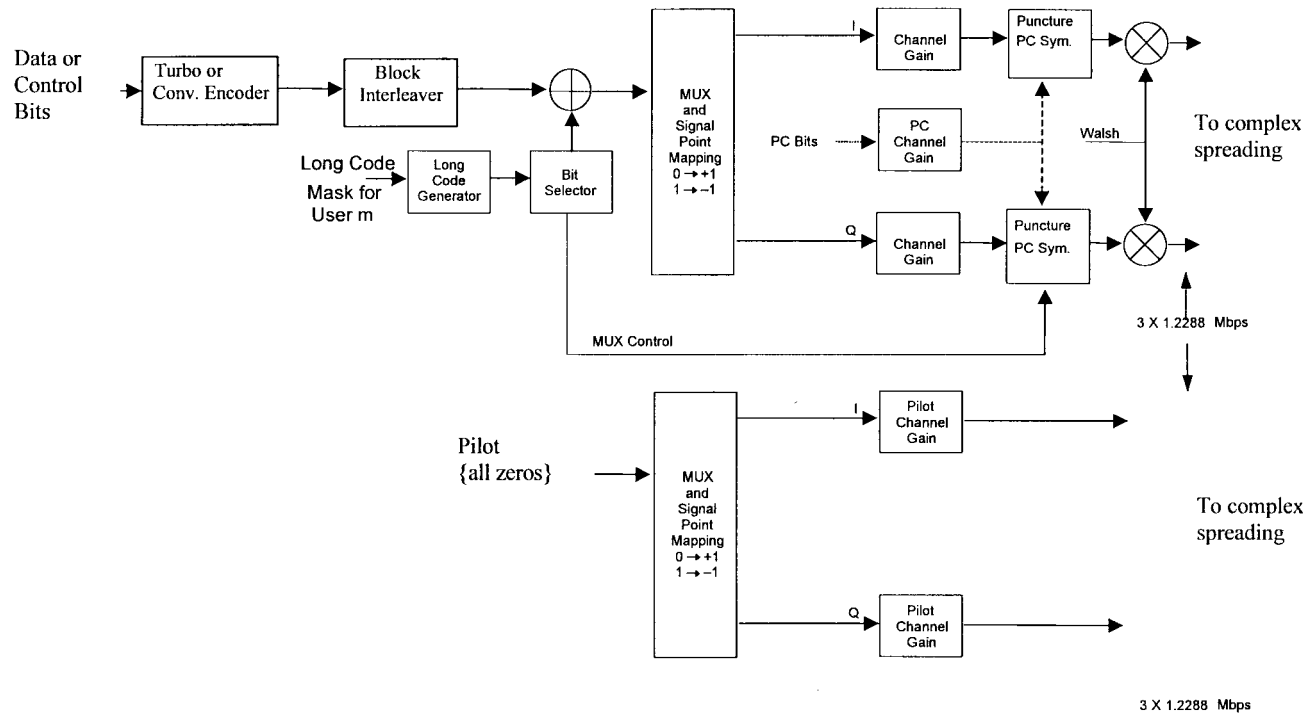 Data or
Control
Bits
Turbo or
Conv. Encoder
Block
Interleaver
Long Code
Mask for
User m
Long
Code
Generator
Bit
Selector
MUX
and
Signal
Point
Mapping
0 → +1
1 → –1
I
Channel
Gain
Puncture
PC Sym.
PC Bits
PC
Channel
Gain
Walsh
To complex
spreading
Q
Channel
Gain
Puncture
PC Sym.
MUX Control
3 X 1.2288 Mbps
Pilot
{all zeros}
MUX
and
Signal
Point
Mapping
0 → +1
1 → –1
I
Pilot
Channel
Gain
To complex
spreading
Q
Pilot
Channel
Gain
3 X 1.2288 Mbps